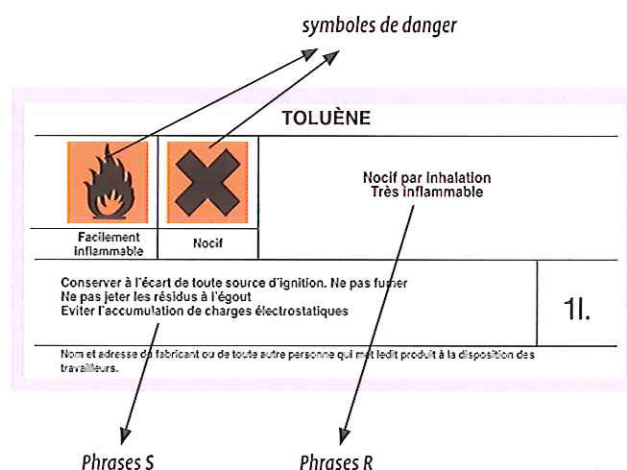 symboles de danger
TOLUÈNE
Nocif par inhalation
Très inflammable
Facilement
inflammable
Nocif
Conserver à l'écart de toute source d'ignition. Ne pas fumer
Ne pas jeter les résidus à l'égout
Eviter l'accumulation de charges électrostatiques
1l.
Nom et adresse du fabricant ou de toute autre personne qui met ledit produit à la disposition des
travailleurs.
Phrases S
Phrases R